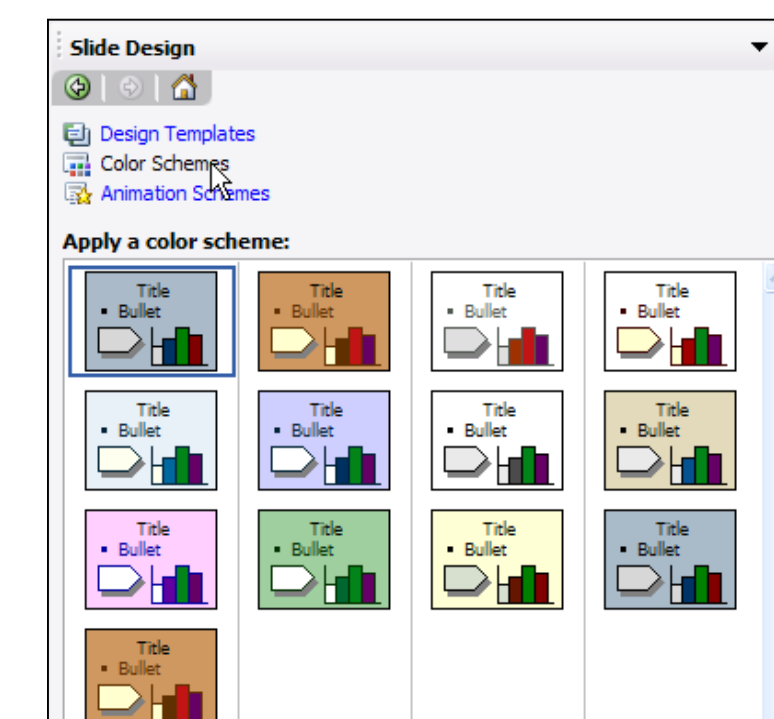 Slide Design
Design Templates
Color Schemes
Animation Schemes
Apply a color scheme:
Title Title Title Title
▪ Bullet ▪ Bullet ▪ Bullet ▪ Bullet
Title Title Title Title
▪ Bullet ▪ Bullet ▪ Bullet ▪ Bullet
Title Title Title Title
▪ Bullet ▪ Bullet ▪ Bullet ▪ Bullet
Title
▪ Bullet